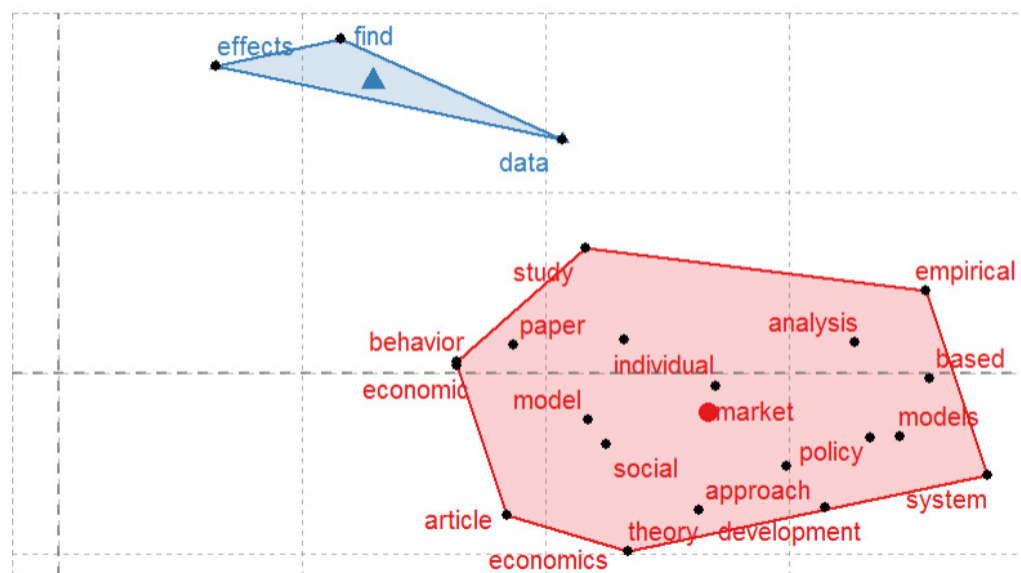 effects
find
data
study
empirical
behavior
paper
analysis
individual
based
economic
model
market
models
social
policy
approach
system
article
theory
development
economics